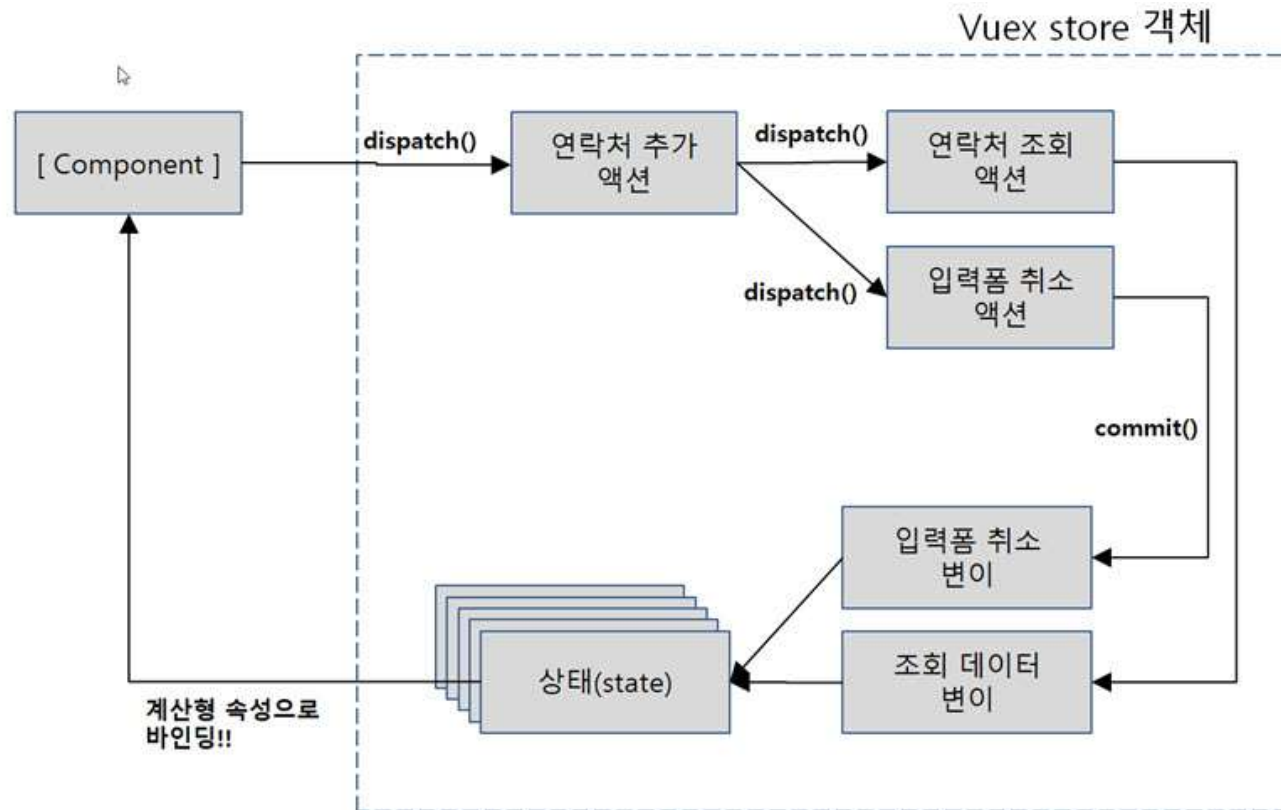 Vuex store 객체
[ Component ]
dispatch()
연락처 추가
액션
dispatch()
연락처 조회
액션
dispatch()
입력폼 취소
액션
commit()
입력폼 취소
변이
조회 데이터
변이
상태(state)
계산형 속성으로
바인딩!!